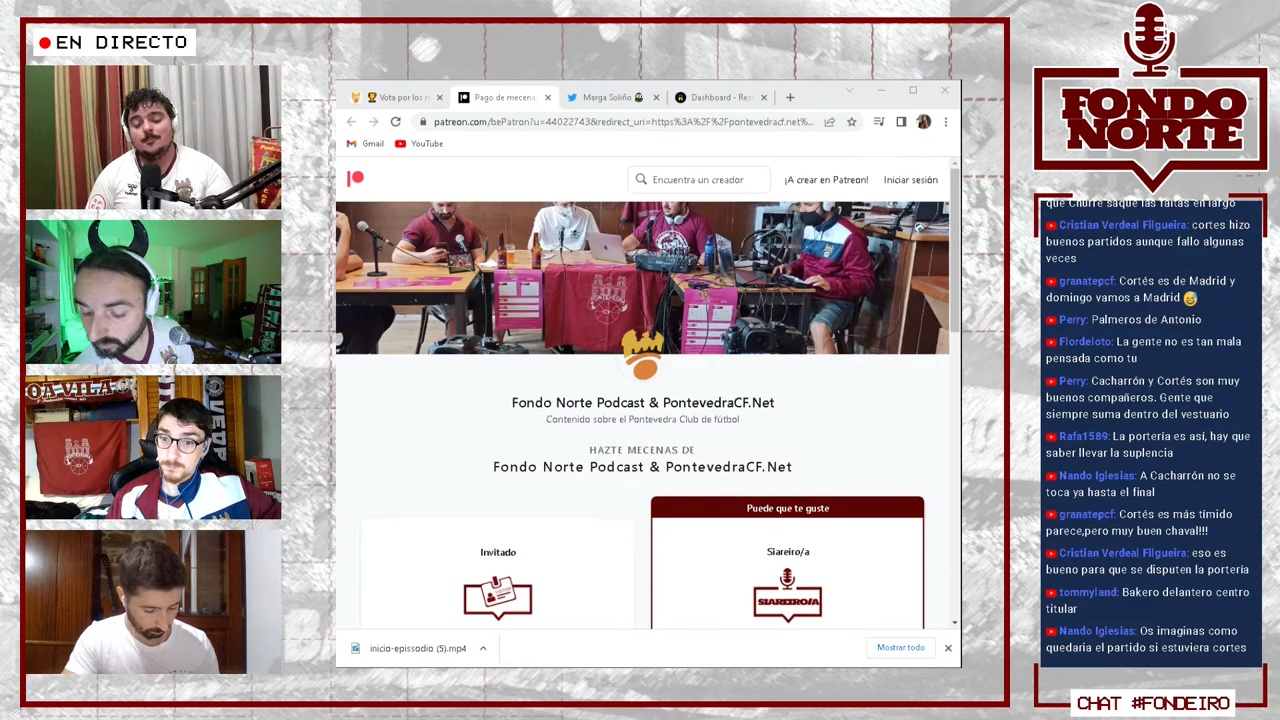 EN DIRECTO
OA VILA
Vote por los
Pago de mecena
Marga Soliño
Dashboard - Res
patreon.com/bePatron?u=44022743&redirect_uri=https%3A%2F%2Fpontevedracf.net%...
Gmail
YouTube
Encuentra un creador
¡A crear en Patreon!
Iniciar sesión
Fondo Norte Podcast & PontevedraCF.Net
Contenido sobre el Pontevedra Club de fútbol
HAZTE MECENAS DE
Fondo Norte Podcast & PontevedraCF.Net
Puede que te guste
Invitado
Siareiro/a
SIAREIRO/A
inicio-epissodio (5).mp4
Mostrar todo
FONDO
NORTE
que Churre saque las faltas en largo
Cristian Verdeal Filgueira: cortes hizo
buenos partidos aunque fallo algunas
veces
granatepcf: Cortés es de Madrid y
domingo vamos a Madrid
Perry: Palmeros de Antonio
Flordeloto: La gente no es tan mala
pensada como tu
Perry: Cacharrón y Cortés son muy
buenos compañeros. Gente que
siempre suma dentro del vestuario
Rafa1589: La portería es así, hay que
saber llevar la suplencia
Nando Iglesias: A Cacharrón no se
toca ya hasta el final
granatepcf: Cortés es más tímido
parece,pero muy buen chaval!!!
Cristian Verdeal Filgueira: eso es
bueno para que se disputen la portería
tommyland: Bakero delantero centro
titular
Nando Iglesias: Os imaginas como
quedaria el partido si estuviera cortes
CHAT #FONDEIRO